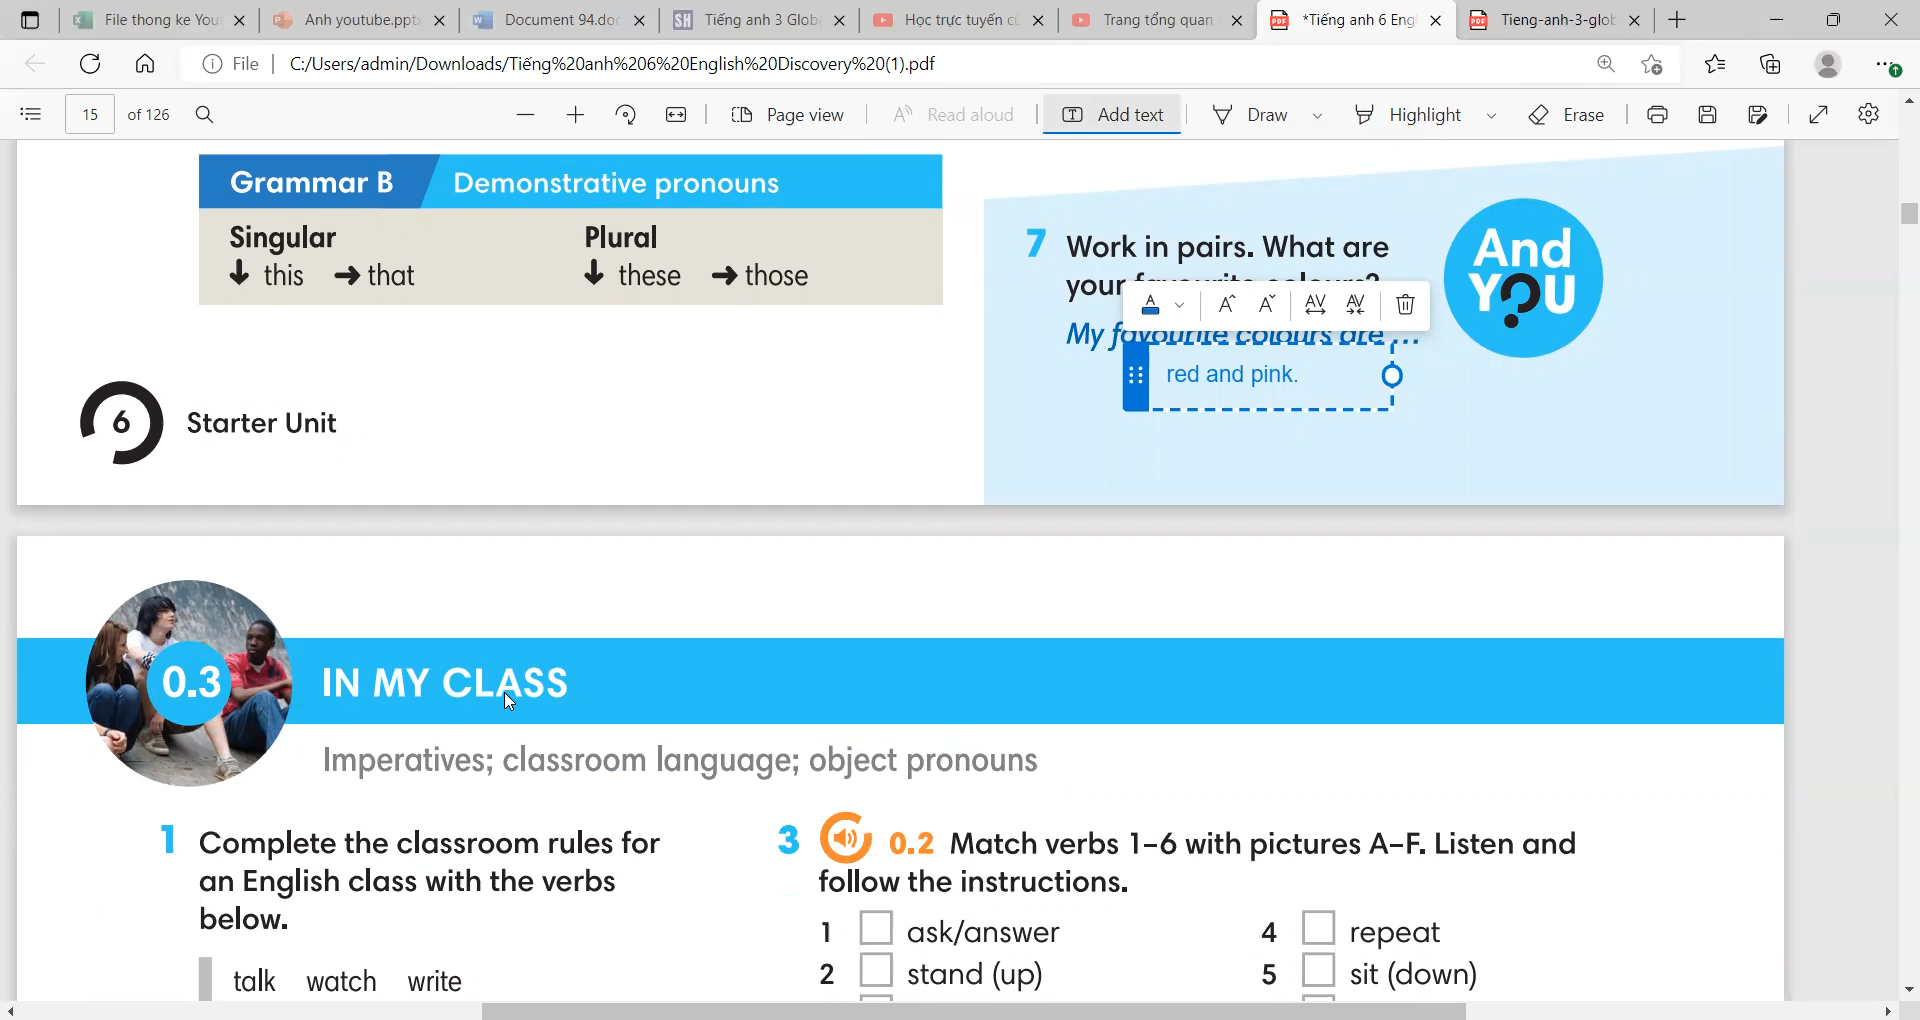 File thong ke You
Anh youtube.ppt
Document 94.doc
SH Tiếng anh 3 Glob
Học trực tuyến c
Trang tổng quan
*Tiếng anh 6 Eng
Tieng-anh-3-glob
File C:/Users/admin/Downloads/Tiếng%20anh%206%20English%20Discovery%20(1).pdf
15 of 126
Page view
Read aloud
Add text
Draw
Highlight
Erase
Grammar B Demonstrative pronouns
Singular Plural
↓ this → that ↓ these → those
6 Starter Unit
7 Work in pairs. What are
your favourite colours?
My favourite colours are ...
red and pink.
And
YOU
0.3 IN MY CLASS
Imperatives; classroom language; object pronouns
1 Complete the classroom rules for
an English class with the verbs
below.
talk watch write
3 0.2 Match verbs 1–6 with pictures A–F. Listen and
follow the instructions.
1 ask/answer 4 repeat
2 stand (up) 5 sit (down)